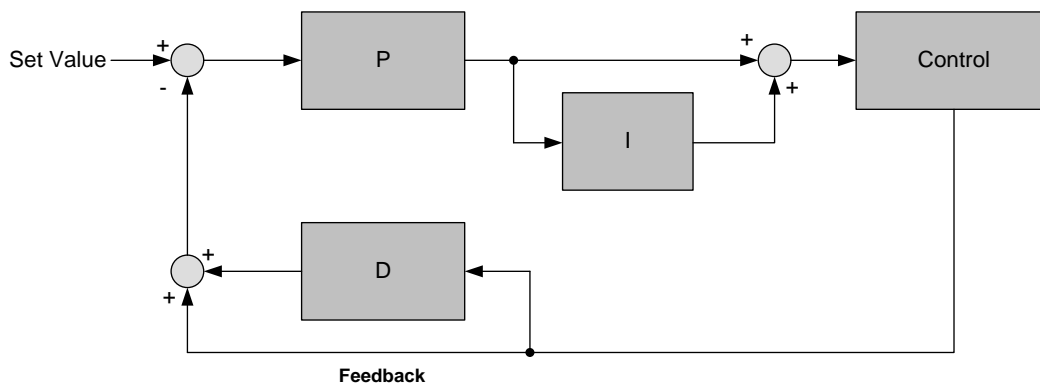 Set Value
+
-
P
+
+
Control
I
+
+
D
Feedback